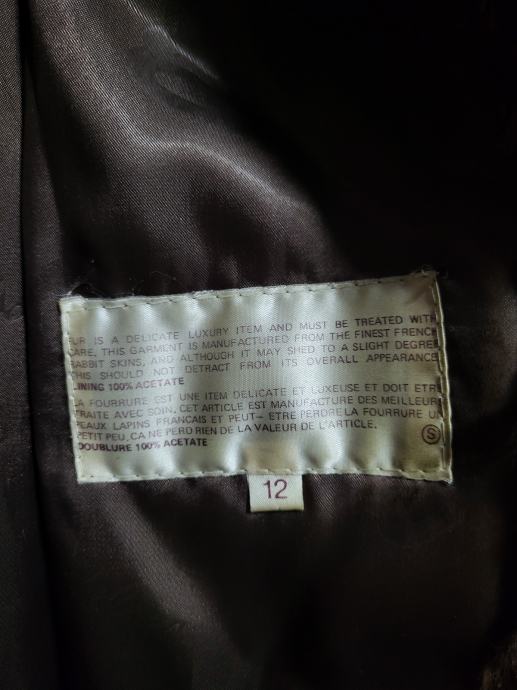 FUR IS A DELICATE LUXURY ITEM AND MUST BE TREATED WITH
CARE, THIS GARMENT IS MANUFACTURED FROM THE FINEST FRENCH
RABBIT SKINS, AND ALTHOUGH IT MAY SHED TO A SLIGHT DEGREE
THIS SHOULD NOT DETRACT FROM ITS OVERALL APPEARANCE
LINING 100% ACETATE
LA FOURRURE EST UNE ITEM DELICATE ET LUXEUSE ET DOIT ETRE
TRAITE AVEC SOIN, CET ARTICLE EST MANUFACTURE DES MEILLEUR
PEAUX LAPINS FRANCAIS ET PEUT- ETRE PERDRE LA FOURRURE UN
PETIT PEU, CA NE PERD RIEN DE LA VALEUR DE L'ARTICLE.
DOUBLURE 100% ACETATE
S
12